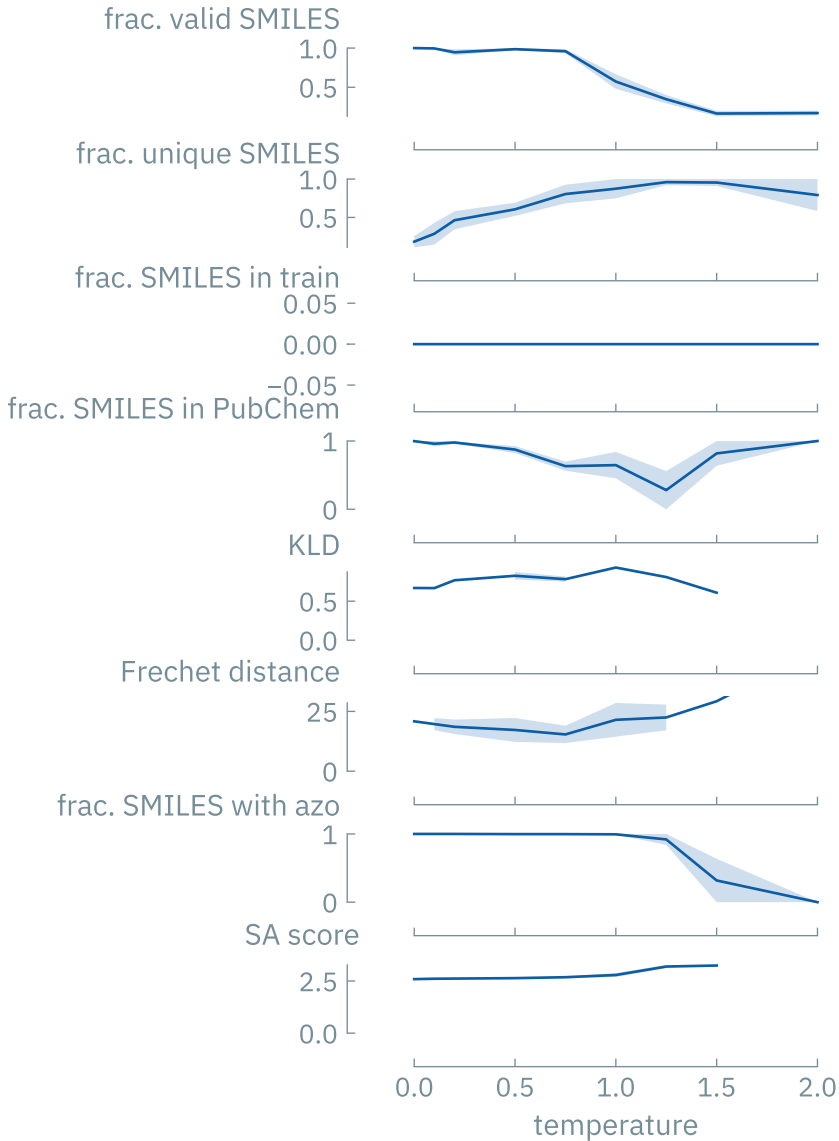 frac. valid SMILES
1.0
0.5
frac. unique SMILES
1.0
0.5
frac. SMILES in train
0.05
0.00
−0.05
frac. SMILES in PubChem
1
0
KLD
0.5
0.0
Frechet distance
25
0
frac. SMILES with azo
1
0
SA score
2.5
0.0
0.0 0.5 1.0 1.5 2.0
temperature